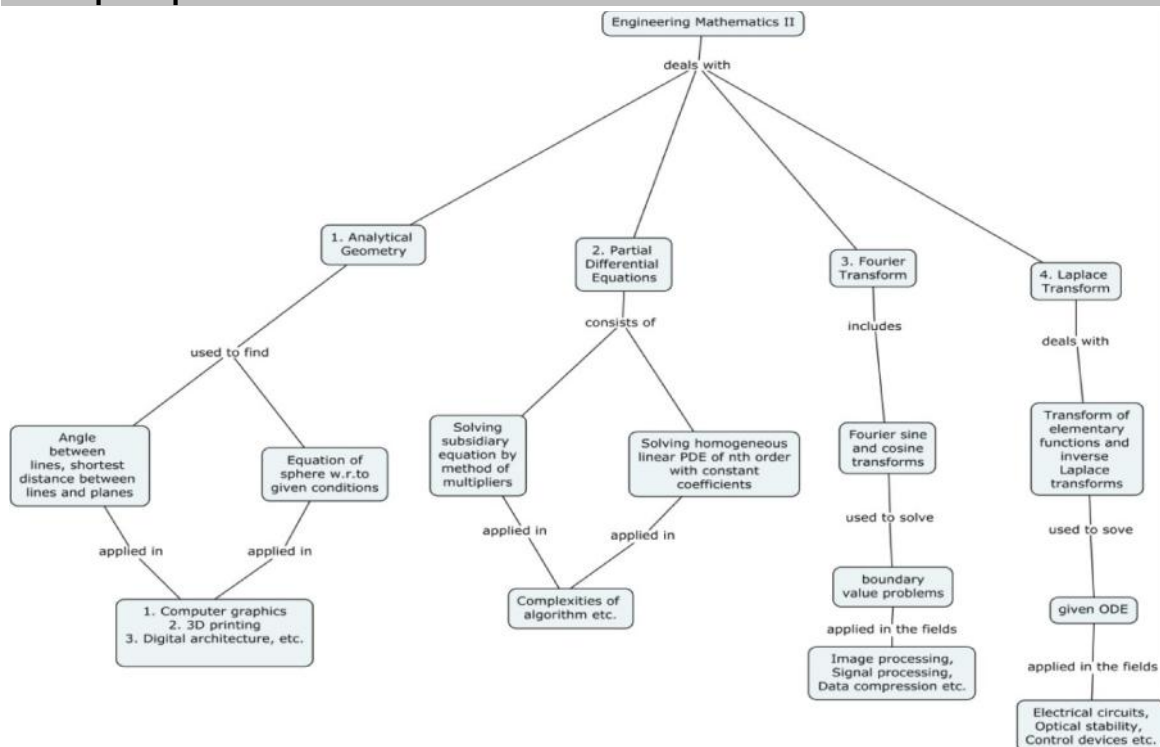 Engineering Mathematics II
deals with
1. Analytical
Geometry
2. Partial
Differential
Equations
3. Fourier
Transform
4. Laplace
Transform
used to find
consists of
includes
deals with
Angle
between
lines, shortest
distance between
lines and planes
Equation of
sphere w.r.to
given conditions
Solving
subsidiary
equation by
method of
multipliers
Solving homogeneous
linear PDE of nth order
with constant
coefficients
Fourier sine
and cosine
transforms
Transform of
elementary
functions and
inverse
Laplace
transforms
applied in
applied in
applied in
applied in
used to solve
used to sove
1. Computer graphics
2. 3D printing
3. Digital architecture, etc.
Complexities of
algorithm etc.
boundary
value problems
given ODE
applied in the fields
applied in the fields
Image processing,
Signal processing,
Data compression etc.
Electrical circuits,
Optical stability,
Control devices etc.